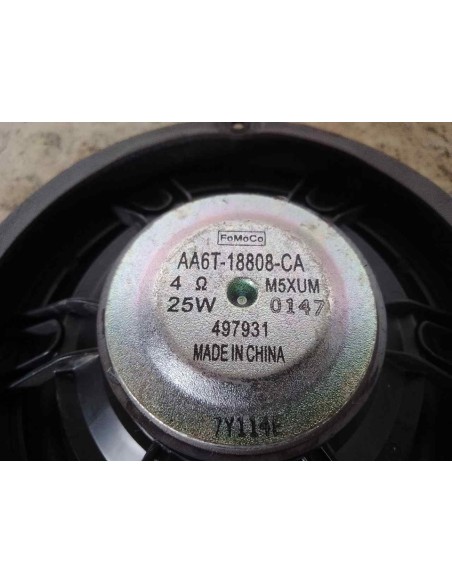 FoMoCo
AA6T-18808-CA
4 Ω M5XUM
25W 0147
497931
MADE IN CHINA
7Y114E